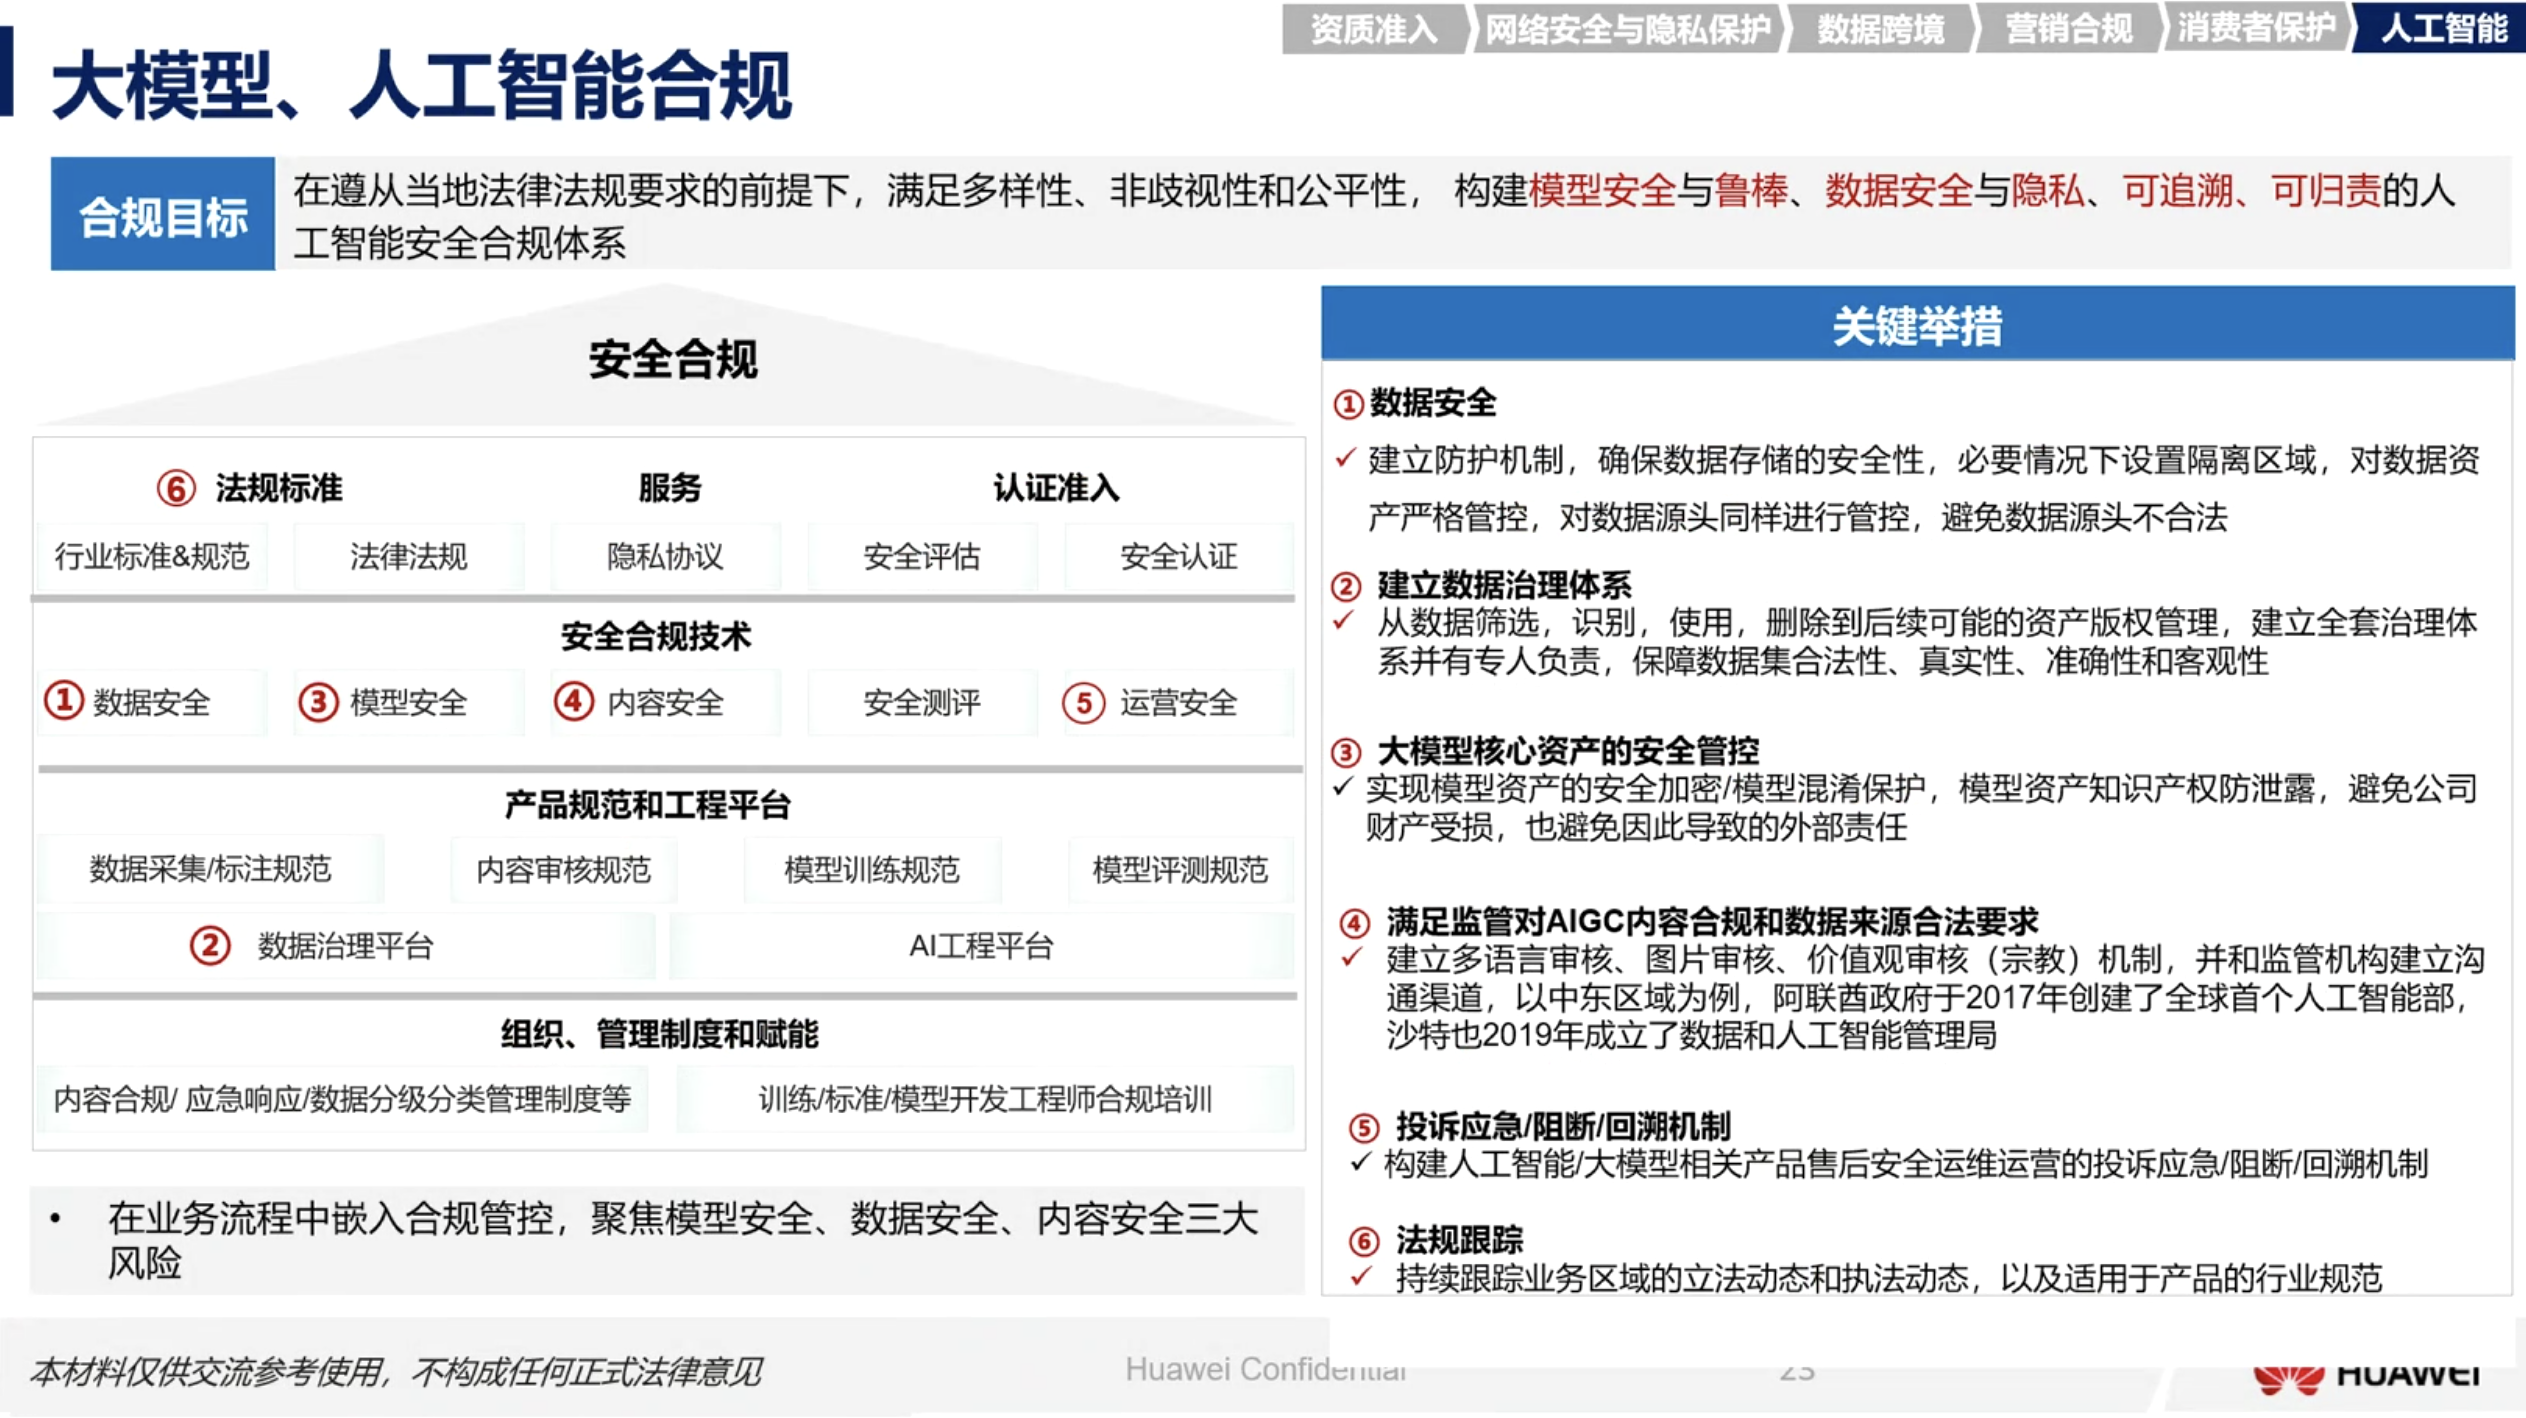 资质准入
网络安全与隐私保护
数据跨境
营销合规
消费者保护
人工智能
大模型、人工智能合规
合规目标
在遵从当地法律法规要求的前提下，满足多样性、非歧视性和公平性， 构建模型安全与鲁棒、数据安全与隐私、可追溯、可归责的人
工智能安全合规体系
安全合规
⑥ 法规标准
服务
认证准入
行业标准&规范
法律法规
隐私协议
安全评估
安全认证
安全合规技术
① 数据安全
③ 模型安全
④ 内容安全
安全测评
⑤ 运营安全
产品规范和工程平台
数据采集/标注规范
内容审核规范
模型训练规范
模型评测规范
② 数据治理平台
AI工程平台
组织、管理制度和赋能
内容合规/ 应急响应/数据分级分类管理制度等
训练/标准/模型开发工程师合规培训
• 在业务流程中嵌入合规管控，聚焦模型安全、数据安全、内容安全三大
风险
关键举措
① 数据安全
✓ 建立防护机制，确保数据存储的安全性，必要情况下设置隔离区域，对数据资
产严格管控，对数据源头同样进行管控，避免数据源头不合法
② 建立数据治理体系
✓ 从数据筛选，识别，使用，删除到后续可能的资产版权管理，建立全套治理体
系并有专人负责，保障数据集合法性、真实性、准确性和客观性
③ 大模型核心资产的安全管控
✓ 实现模型资产的安全加密/模型混淆保护，模型资产知识产权防泄露，避免公司
财产受损，也避免因此导致的外部责任
④ 满足监管对AIGC内容合规和数据来源合法要求
✓ 建立多语言审核、图片审核、价值观审核（宗教）机制，并和监管机构建立沟
通渠道，以中东区域为例，阿联酋政府于2017年创建了全球首个人工智能部，
沙特也2019年成立了数据和人工智能管理局
⑤ 投诉应急/阻断/回溯机制
✓ 构建人工智能/大模型相关产品售后安全运维运营的投诉应急/阻断/回溯机制
⑥ 法规跟踪
✓ 持续跟踪业务区域的立法动态和执法动态，以及适用于产品的行业规范
本材料仅供交流参考使用，不构成任何正式法律意见
Huawei Confidential
23
HUAWEI